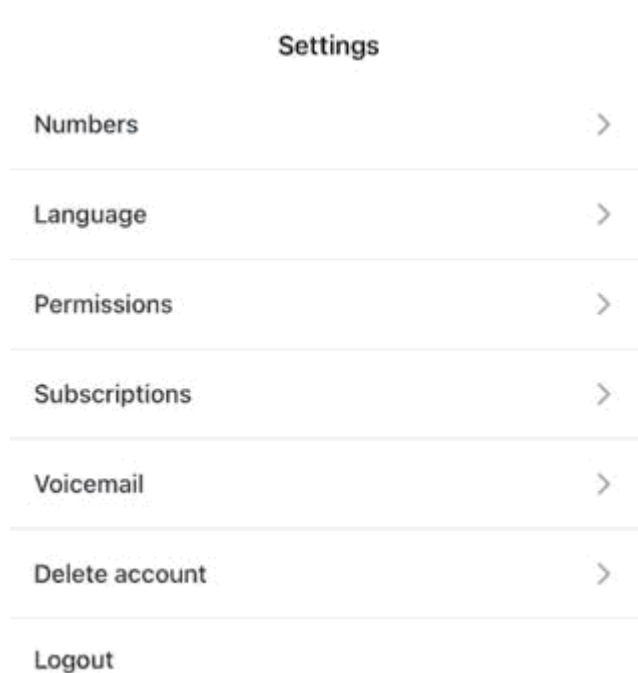 Settings
Numbers
Language
Permissions
Subscriptions
Voicemail
Delete account
Logout